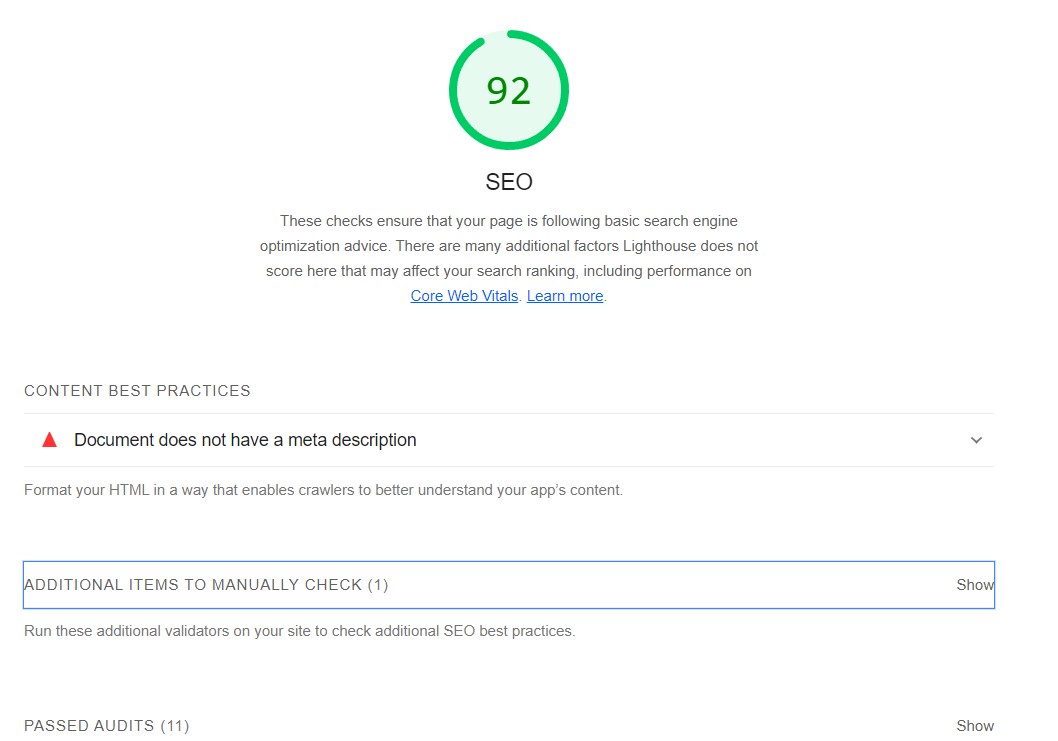 92
SEO
These checks ensure that your page is following basic search engine
optimization advice. There are many additional factors Lighthouse does not
score here that may affect your search ranking, including performance on
Core Web Vitals. Learn more.
CONTENT BEST PRACTICES
Document does not have a meta description
Format your HTML in a way that enables crawlers to better understand your app’s content.
ADDITIONAL ITEMS TO MANUALLY CHECK (1) Show
Run these additional validators on your site to check additional SEO best practices.
PASSED AUDITS (11) Show